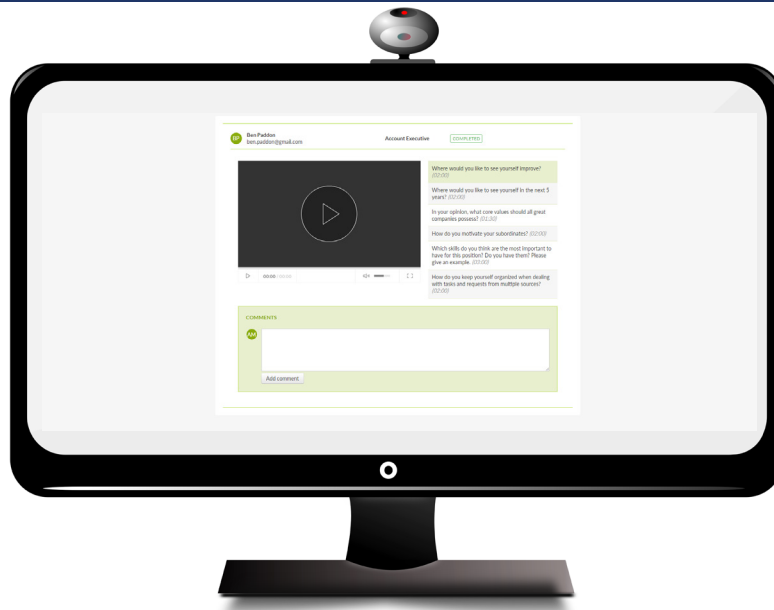 BP
Ben Paddon
ben.paddon@gmail.com
Account Executive
COMPLETED
Where would you like to see yourself improve?
(02:00)
Where would you like to see yourself in the next 5
years? (02:00)
In your opinion, what core values should all great
companies possess? (01:30)
How do you motivate your subordinates? (02:00)
Which skills do you think are the most important to
have for this position? Do you have them? Please
give an example. (03:00)
How do you keep yourself organized when dealing
with tasks and requests from multiple sources?
(02:00)
00:00
COMMENTS
AM
Add comment